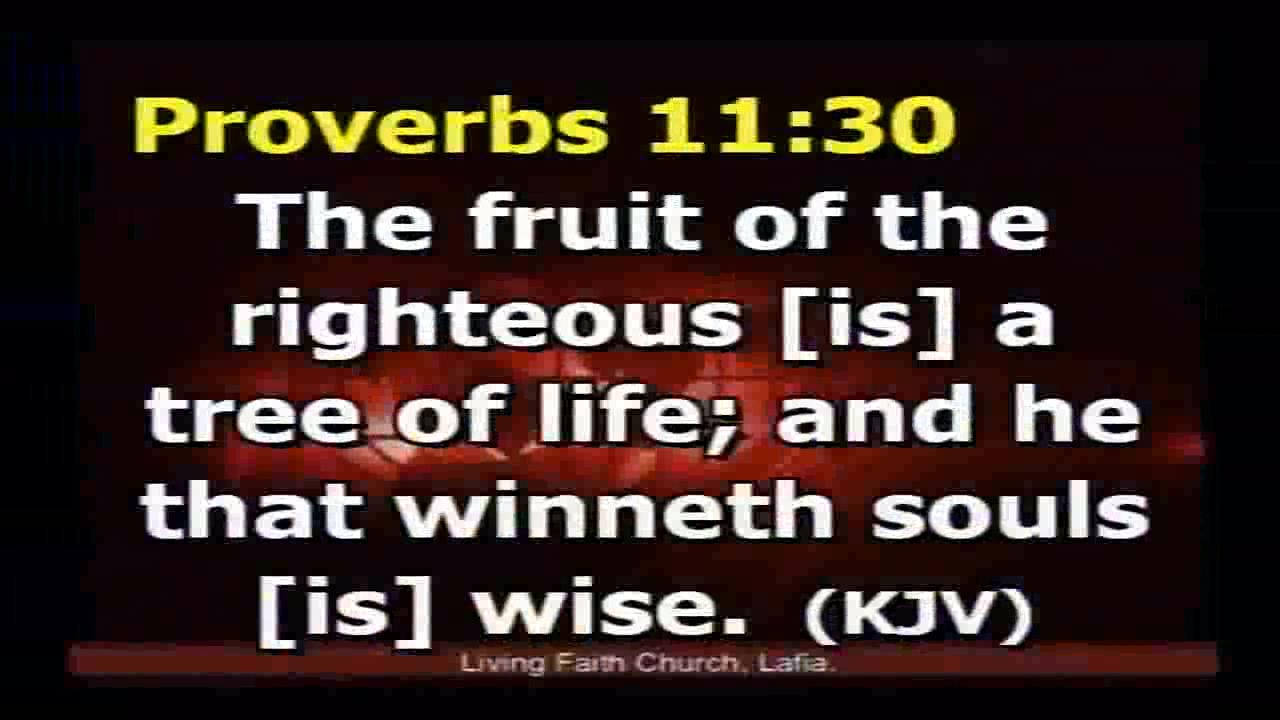 Proverbs 11:30
The fruit of the
righteous [is] a
tree of life; and he
that winneth souls
[is] wise. (KJV)
Living Faith Church, Lafia.